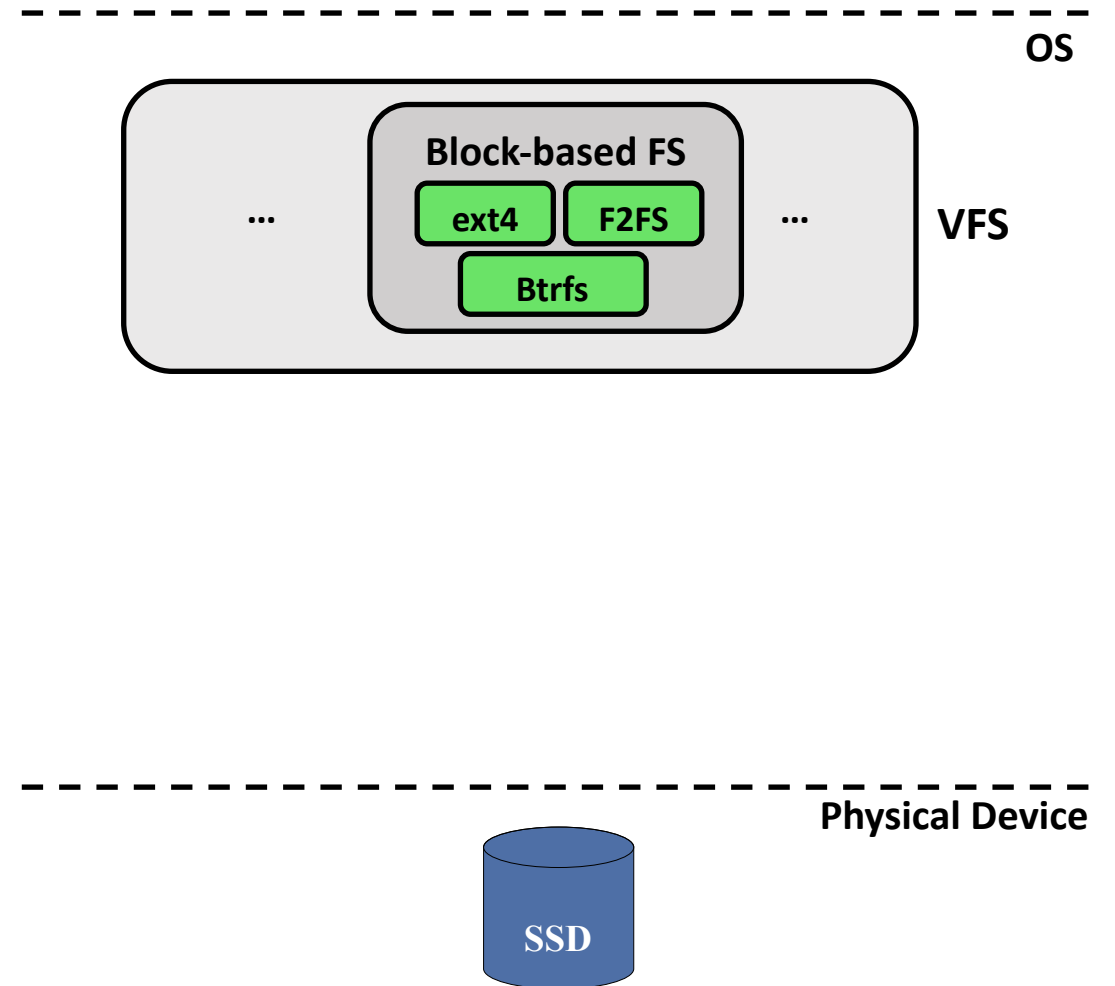 OS
Block-based FS
... ext4 F2FS ... VFS
Btrfs
Physical Device
SSD